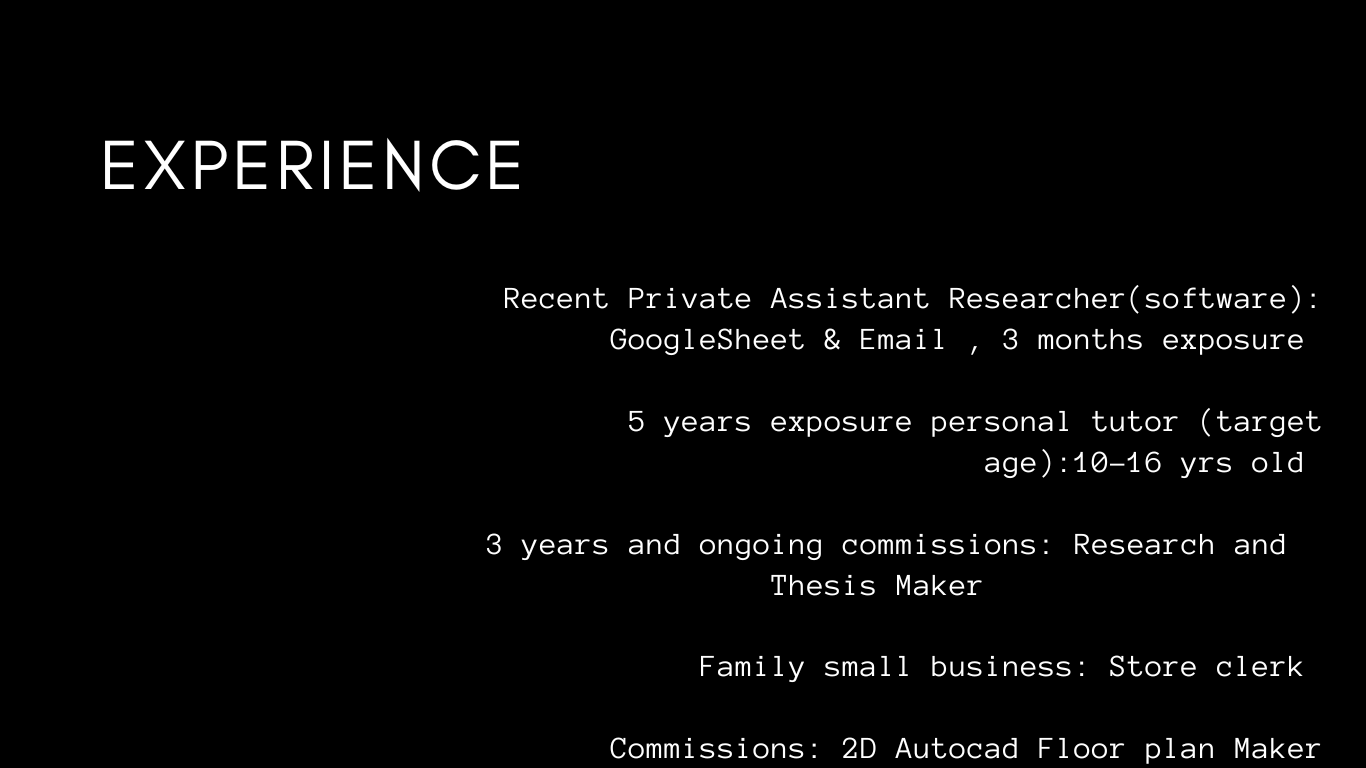 EXPERIENCE
Recent Private Assistant Researcher(software):
GoogleSheet & Email , 3 months exposure
5 years exposure personal tutor (target
age):10-16 yrs old
3 years and ongoing commissions: Research and
Thesis Maker
Family small business: Store clerk
Commissions: 2D Autocad Floor plan Maker